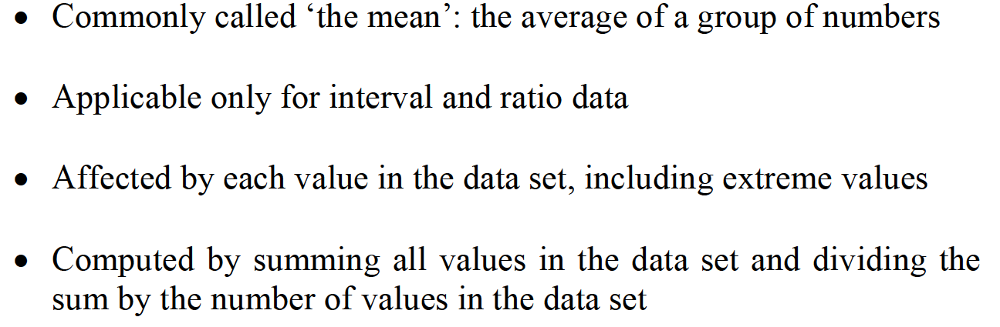 • Commonly called ‘the mean’: the average of a group of numbers
• Applicable only for interval and ratio data
• Affected by each value in the data set, including extreme values
• Computed by summing all values in the data set and dividing the
sum by the number of values in the data set